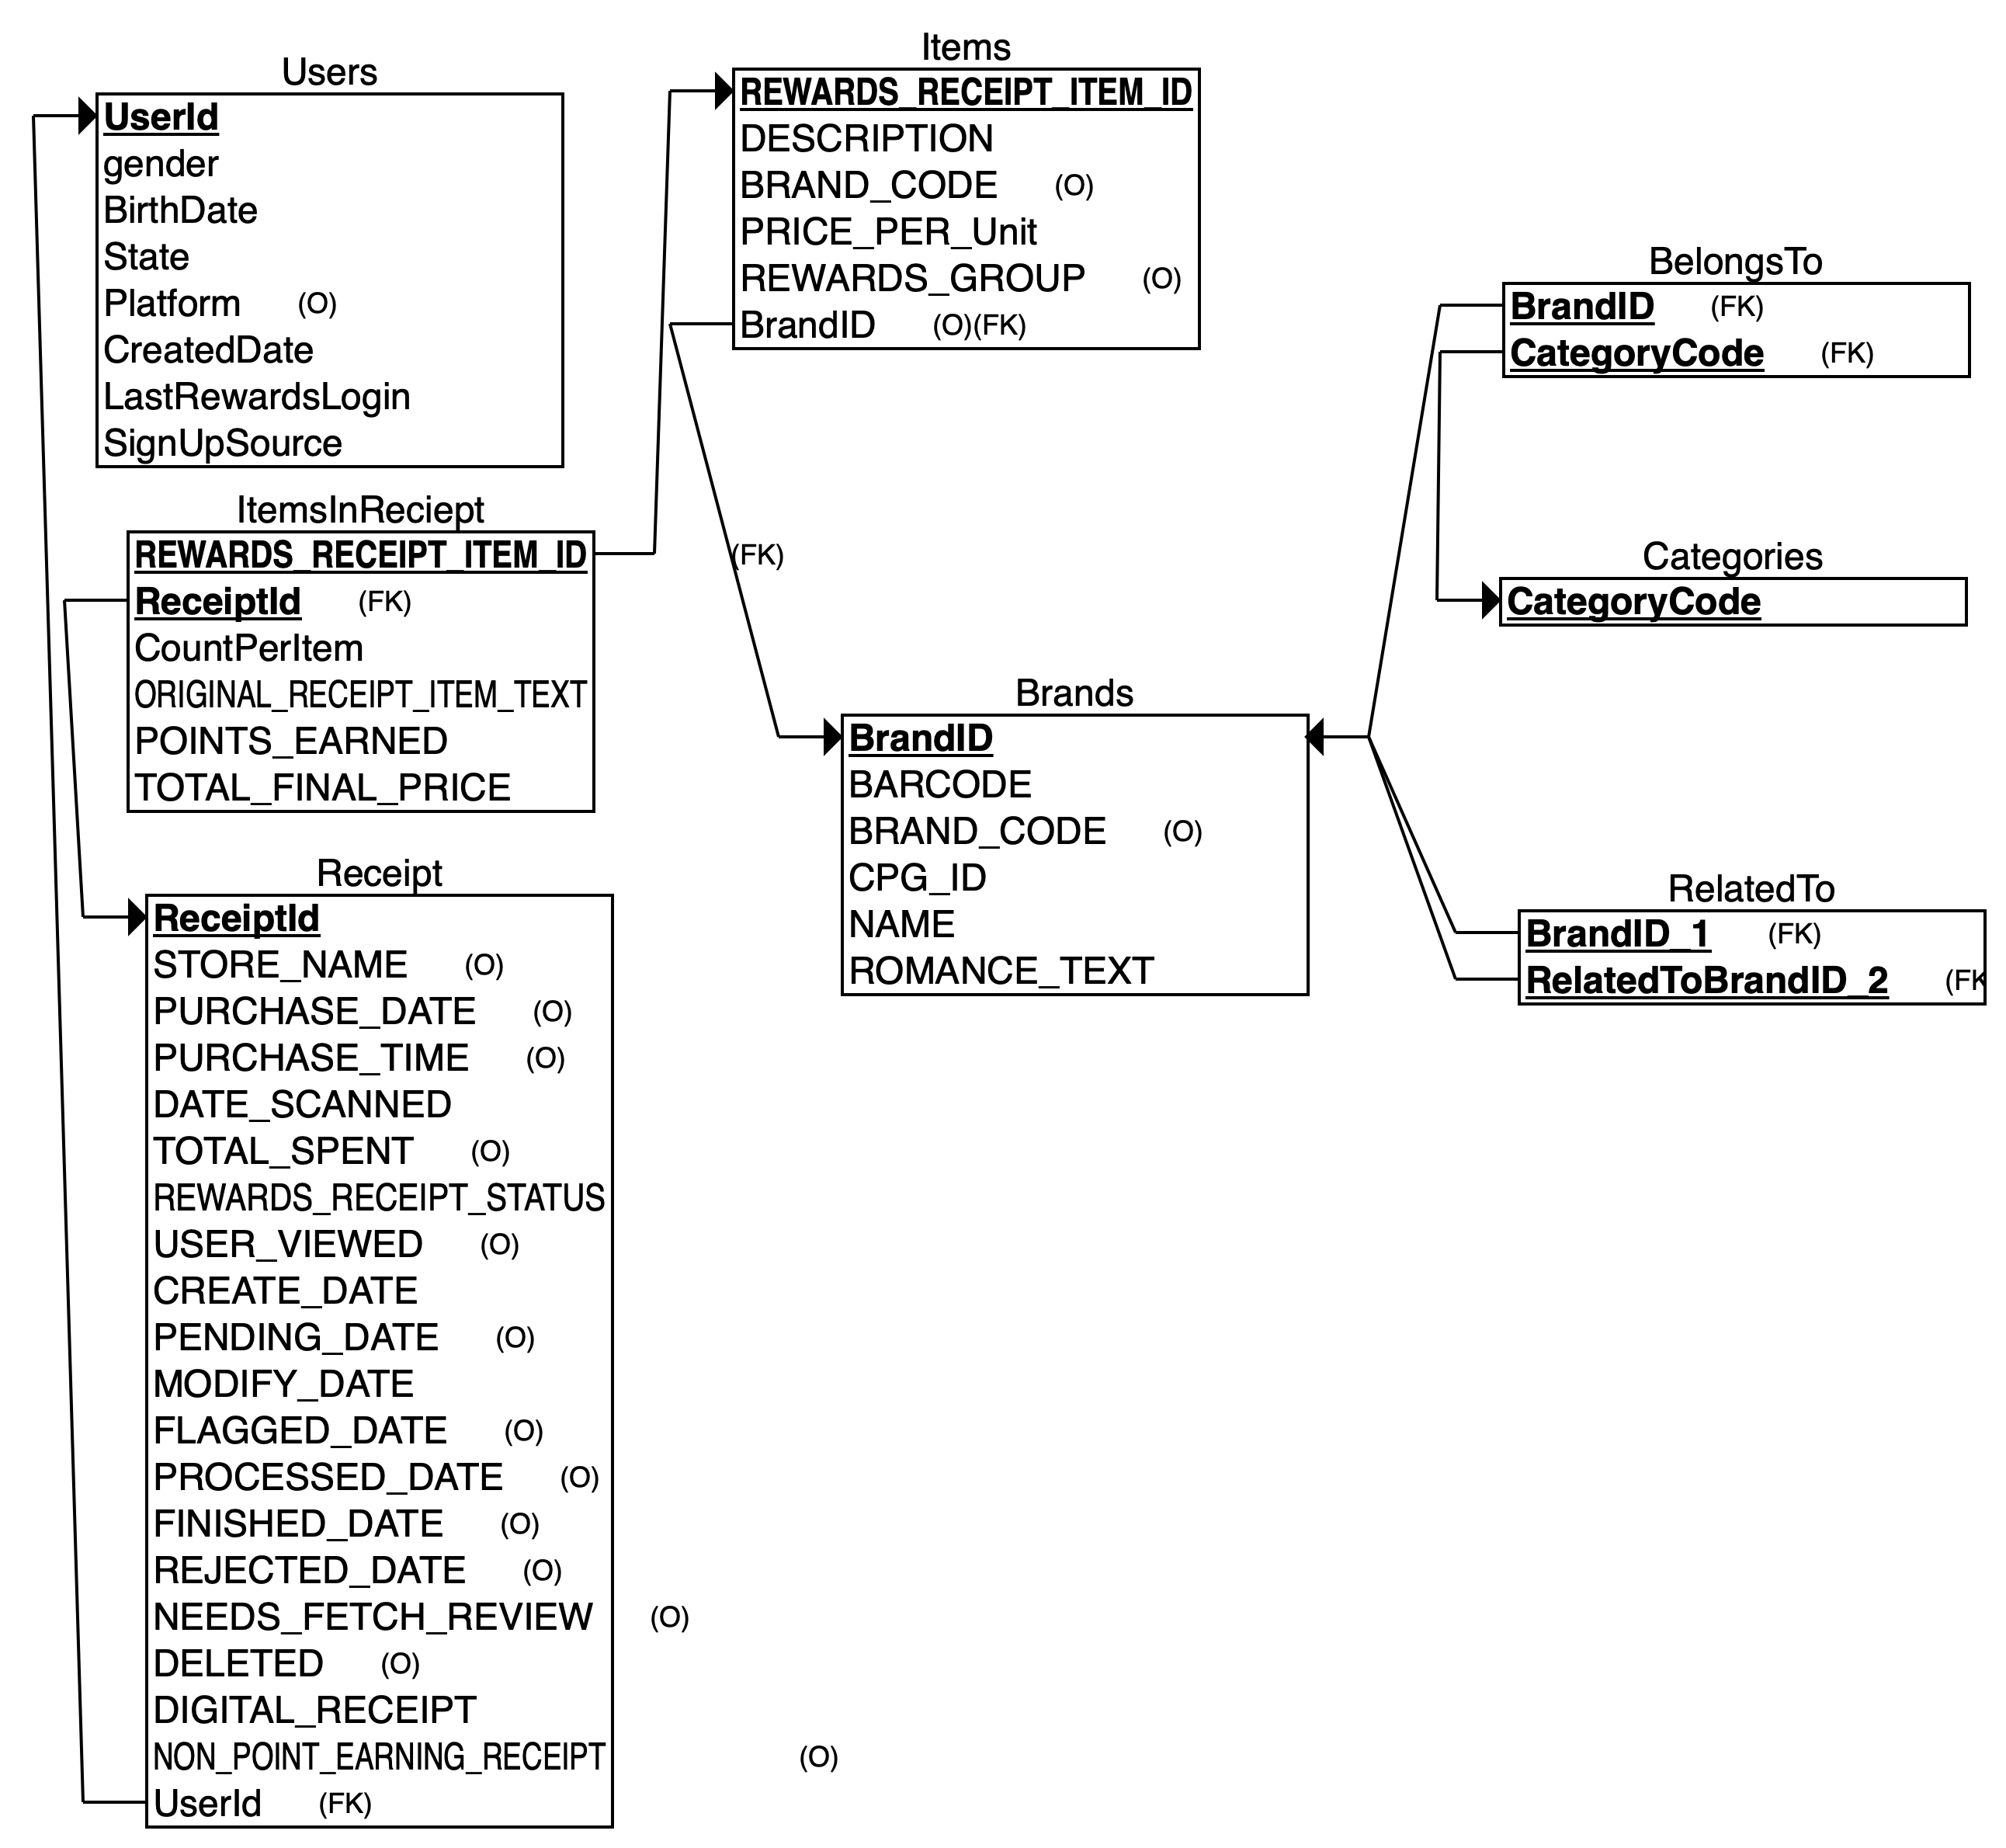 Users
UserId
gender
BirthDate
State
Platform (O)
CreatedDate
LastRewardsLogin
SignUpSource
Items
REWARDS_RECEIPT_ITEM_ID
DESCRIPTION
BRAND_CODE (O)
PRICE_PER_Unit
REWARDS_GROUP (O)
BrandID (O)(FK)
BelongsTo
BrandID (FK)
CategoryCode (FK)
ItemsInReciept
REWARDS_RECEIPT_ITEM_ID (FK)
ReceiptId (FK)
CountPerItem
ORIGINAL_RECEIPT_ITEM_TEXT
POINTS_EARNED
TOTAL_FINAL_PRICE
Categories
CategoryCode
Brands
BrandID
BARCODE
BRAND_CODE (O)
CPG_ID
NAME
ROMANCE_TEXT
RelatedTo
BrandID_1 (FK)
RelatedToBrandID_2 (FK
Receipt
ReceiptId
STORE_NAME (O)
PURCHASE_DATE (O)
PURCHASE_TIME (O)
DATE_SCANNED
TOTAL_SPENT (O)
REWARDS_RECEIPT_STATUS
USER_VIEWED (O)
CREATE_DATE
PENDING_DATE (O)
MODIFY_DATE
FLAGGED_DATE (O)
PROCESSED_DATE (O)
FINISHED_DATE (O)
REJECTED_DATE (O)
NEEDS_FETCH_REVIEW (O)
DELETED (O)
DIGITAL_RECEIPT
NON_POINT_EARNING_RECEIPT (O)
UserId (FK)